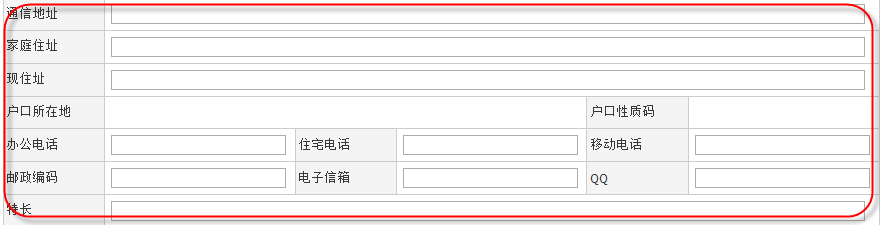 通信地址
家庭住址
现住址
户口所在地 户口性质码
办公电话 住宅电话 移动电话
邮政编码 电子信箱 QQ
特长